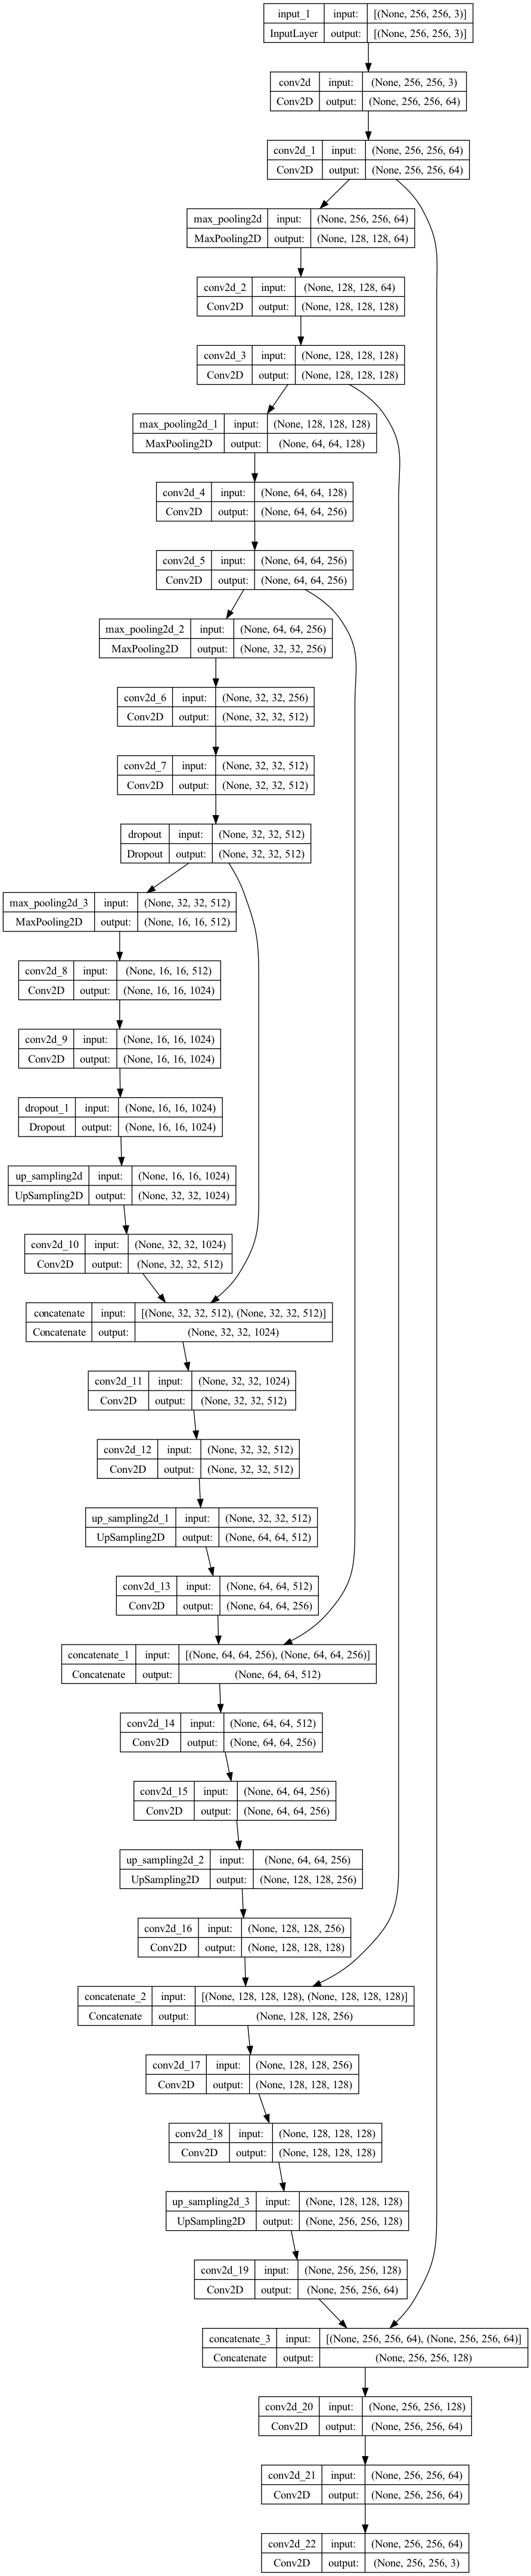 input_1 input: [(None, 256, 256, 3)]
InputLayer output: [(None, 256, 256, 3)]
conv2d input: (None, 256, 256, 3)
Conv2D output: (None, 256, 256, 64)
conv2d_1 input: (None, 256, 256, 64)
Conv2D output: (None, 256, 256, 64)
max_pooling2d input: (None, 256, 256, 64)
MaxPooling2D output: (None, 128, 128, 64)
conv2d_2 input: (None, 128, 128, 64)
Conv2D output: (None, 128, 128, 128)
conv2d_3 input: (None, 128, 128, 128)
Conv2D output: (None, 128, 128, 128)
max_pooling2d_1 input: (None, 128, 128, 128)
MaxPooling2D output: (None, 64, 64, 128)
conv2d_4 input: (None, 64, 64, 128)
Conv2D output: (None, 64, 64, 256)
conv2d_5 input: (None, 64, 64, 256)
Conv2D output: (None, 64, 64, 256)
max_pooling2d_2 input: (None, 64, 64, 256)
MaxPooling2D output: (None, 32, 32, 256)
conv2d_6 input: (None, 32, 32, 256)
Conv2D output: (None, 32, 32, 512)
conv2d_7 input: (None, 32, 32, 512)
Conv2D output: (None, 32, 32, 512)
dropout input: (None, 32, 32, 512)
Dropout output: (None, 32, 32, 512)
max_pooling2d_3 input: (None, 32, 32, 512)
MaxPooling2D output: (None, 16, 16, 512)
conv2d_8 input: (None, 16, 16, 512)
Conv2D output: (None, 16, 16, 1024)
conv2d_9 input: (None, 16, 16, 1024)
Conv2D output: (None, 16, 16, 1024)
dropout_1 input: (None, 16, 16, 1024)
Dropout output: (None, 16, 16, 1024)
up_sampling2d input: (None, 16, 16, 1024)
UpSampling2D output: (None, 32, 32, 1024)
conv2d_10 input: (None, 32, 32, 1024)
Conv2D output: (None, 32, 32, 512)
concatenate input: [(None, 32, 32, 512), (None, 32, 32, 512)]
Concatenate output: (None, 32, 32, 1024)
conv2d_11 input: (None, 32, 32, 1024)
Conv2D output: (None, 32, 32, 512)
conv2d_12 input: (None, 32, 32, 512)
Conv2D output: (None, 32, 32, 512)
up_sampling2d_1 input: (None, 32, 32, 512)
UpSampling2D output: (None, 64, 64, 512)
conv2d_13 input: (None, 64, 64, 512)
Conv2D output: (None, 64, 64, 256)
concatenate_1 input: [(None, 64, 64, 256), (None, 64, 64, 256)]
Concatenate output: (None, 64, 64, 512)
conv2d_14 input: (None, 64, 64, 512)
Conv2D output: (None, 64, 64, 256)
conv2d_15 input: (None, 64, 64, 256)
Conv2D output: (None, 64, 64, 256)
up_sampling2d_2 input: (None, 64, 64, 256)
UpSampling2D output: (None, 128, 128, 256)
conv2d_16 input: (None, 128, 128, 256)
Conv2D output: (None, 128, 128, 128)
concatenate_2 input: [(None, 128, 128, 128), (None, 128, 128, 128)]
Concatenate output: (None, 128, 128, 256)
conv2d_17 input: (None, 128, 128, 256)
Conv2D output: (None, 128, 128, 128)
conv2d_18 input: (None, 128, 128, 128)
Conv2D output: (None, 128, 128, 128)
up_sampling2d_3 input: (None, 128, 128, 128)
UpSampling2D output: (None, 256, 256, 128)
conv2d_19 input: (None, 256, 256, 128)
Conv2D output: (None, 256, 256, 64)
concatenate_3 input: [(None, 256, 256, 64), (None, 256, 256, 64)]
Concatenate output: (None, 256, 256, 128)
conv2d_20 input: (None, 256, 256, 128)
Conv2D output: (None, 256, 256, 64)
conv2d_21 input: (None, 256, 256, 64)
Conv2D output: (None, 256, 256, 64)
conv2d_22 input: (None, 256, 256, 64)
Conv2D output: (None, 256, 256, 3)